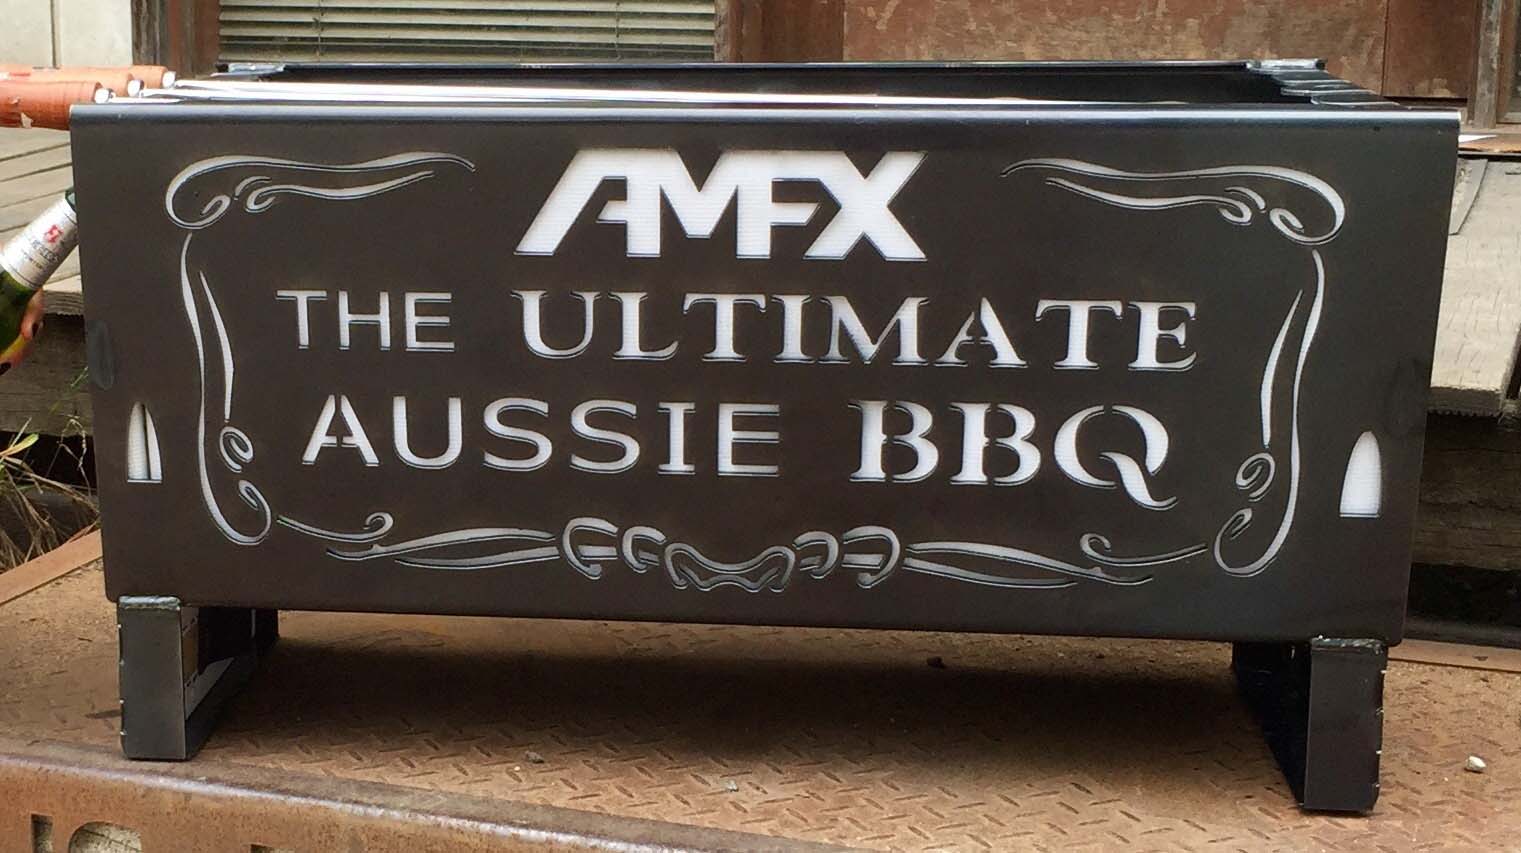 AMFX
THE ULTIMATE
AUSSIE BBQ